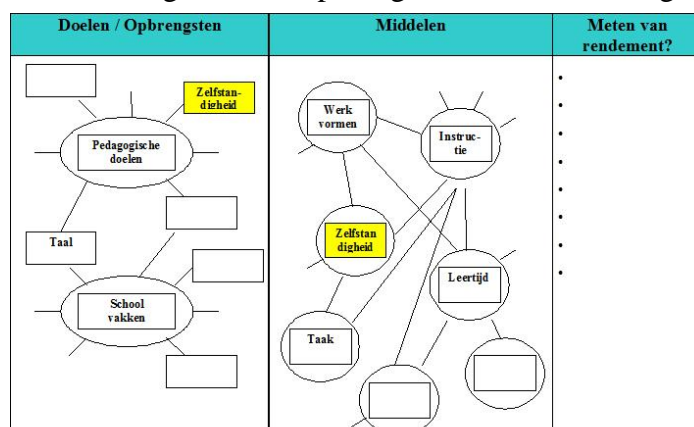 Doelen / Opbrengsten
Middelen
Meten van
rendement?
Zelfstan-
digheid
Pedagogische
doelen
Taal
School
vakken
Werk
vormen
Instruc-
tie
Zelfstan
digheid
Leertijd
Taak